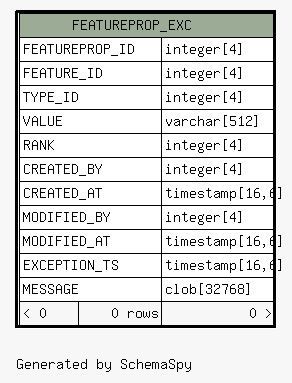 FEATUREPROP_EXC
FEATUREPROP_ID integer[4]
FEATURE_ID integer[4]
TYPE_ID integer[4]
VALUE varchar[512]
RANK integer[4]
CREATED_BY integer[4]
CREATED_AT timestamp[16,6]
MODIFIED_BY integer[4]
MODIFIED_AT timestamp[16,6]
EXCEPTION_TS timestamp[16,6]
MESSAGE clob[32768]
< 0 0 rows 0 >
Generated by SchemaSpy